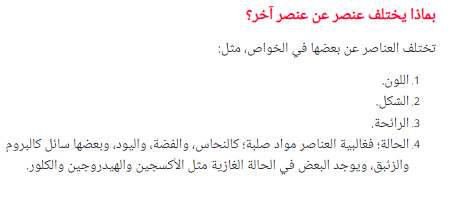 بماذا يختلف عنصر عن عنصر آخر؟
تختلف العناصر عن بعضها في الخواص، مثل:
1. اللون.
2. الشكل.
3. الرائحة.
4. الحالة؛ فغالبية العناصر مواد صلبة؛ كالنحاس، والفضة، واليود، وبعضها سائل كالبروم
والزئبق، ويوجد البعض في الحالة الغازية مثل الأكسجين والهيدروجين والكلور.